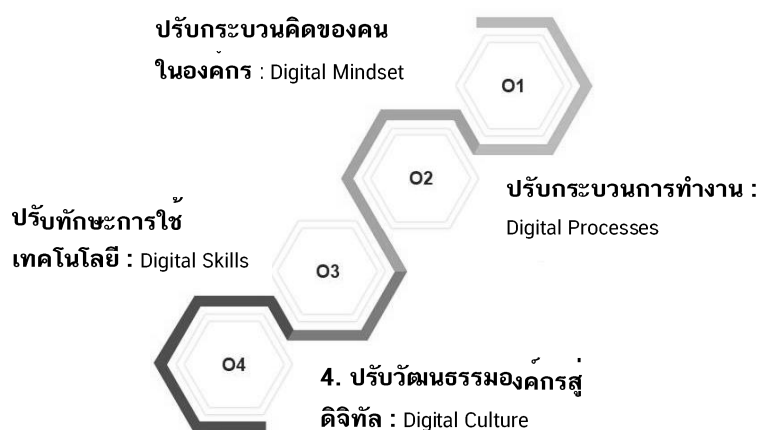 ปรับกระบวนคิดของคน
ในองค์กร : Digital Mindset
01
02
ปรับกระบวนการทำงาน :
Digital Processes
ปรับทักษะการใช้
เทคโนโลยี : Digital Skills
03
04
4. ปรับวัฒนธรรมองค์กรสู่
ดิจิทัล : Digital Culture